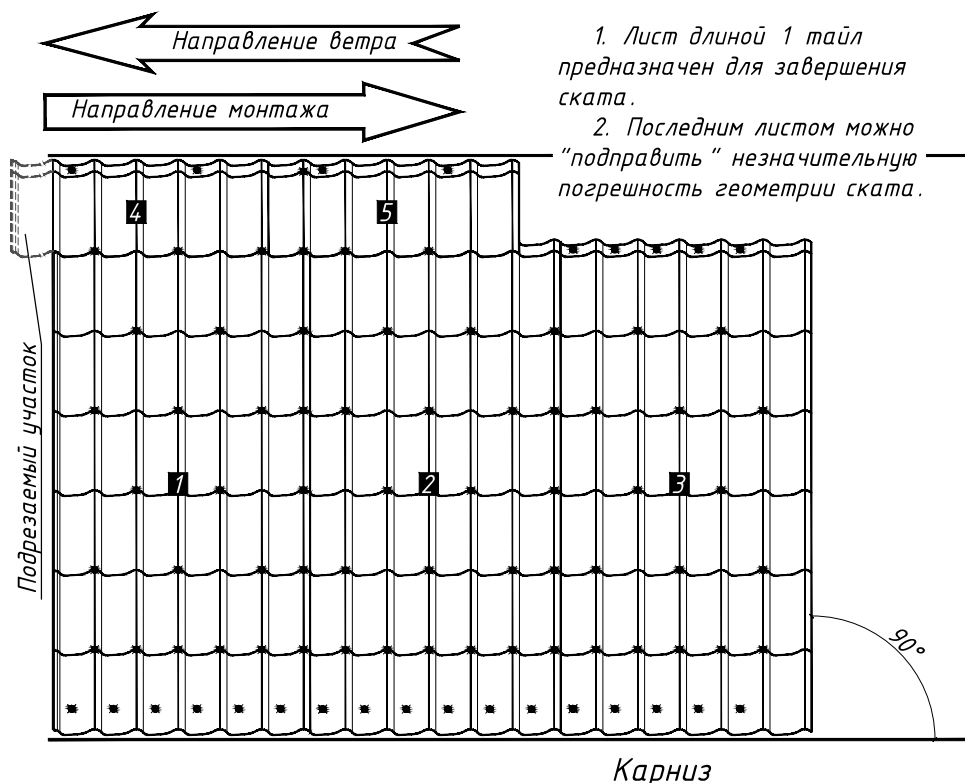 Направление ветра
Направление монтажа
1. Лист длиной 1 тайл
предназначен для завершения
ската.
2. Последним листом можно
"подправить" незначительную
погрешность геометрии ската.
4
5
Подрезаемый участок
1
2
3
90°
Карниз